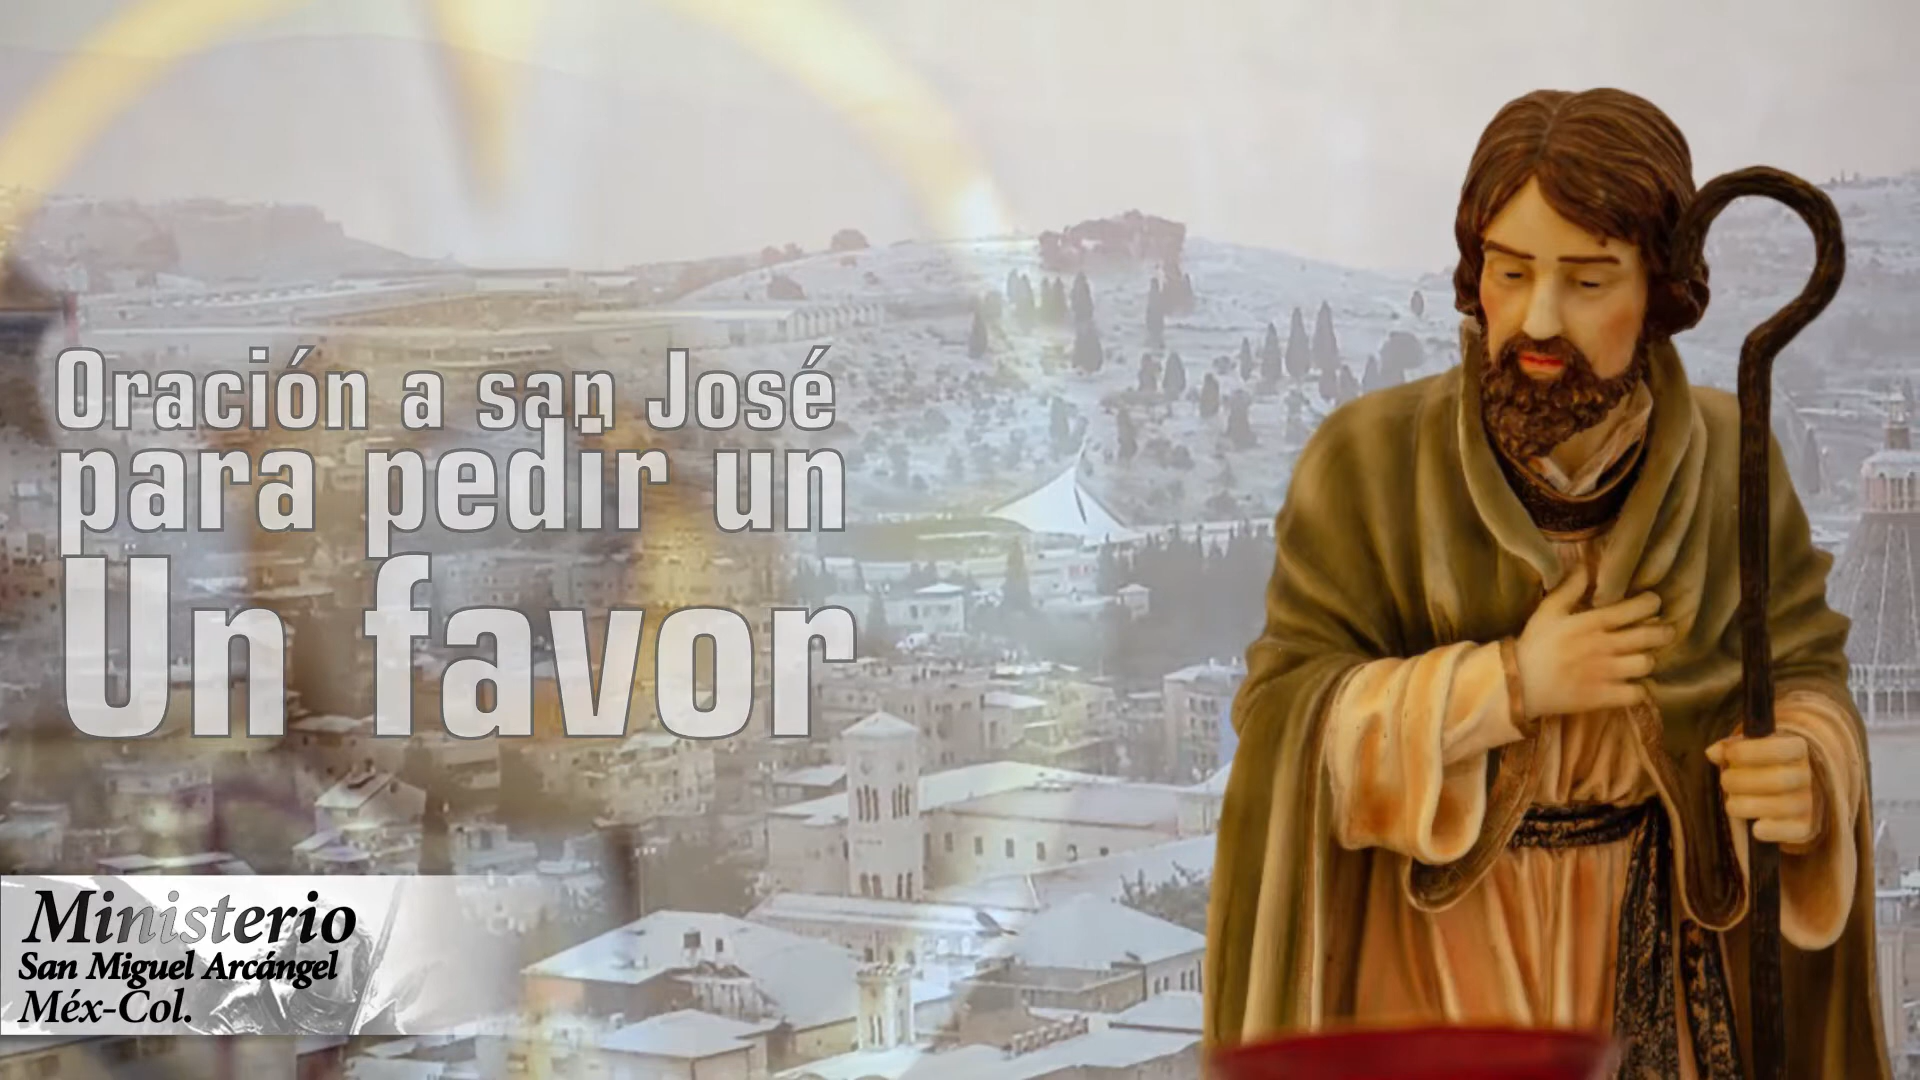 Oración a san José
para pedir un
Un favor
Ministerio
San Miguel Arcángel
Méx-Col.